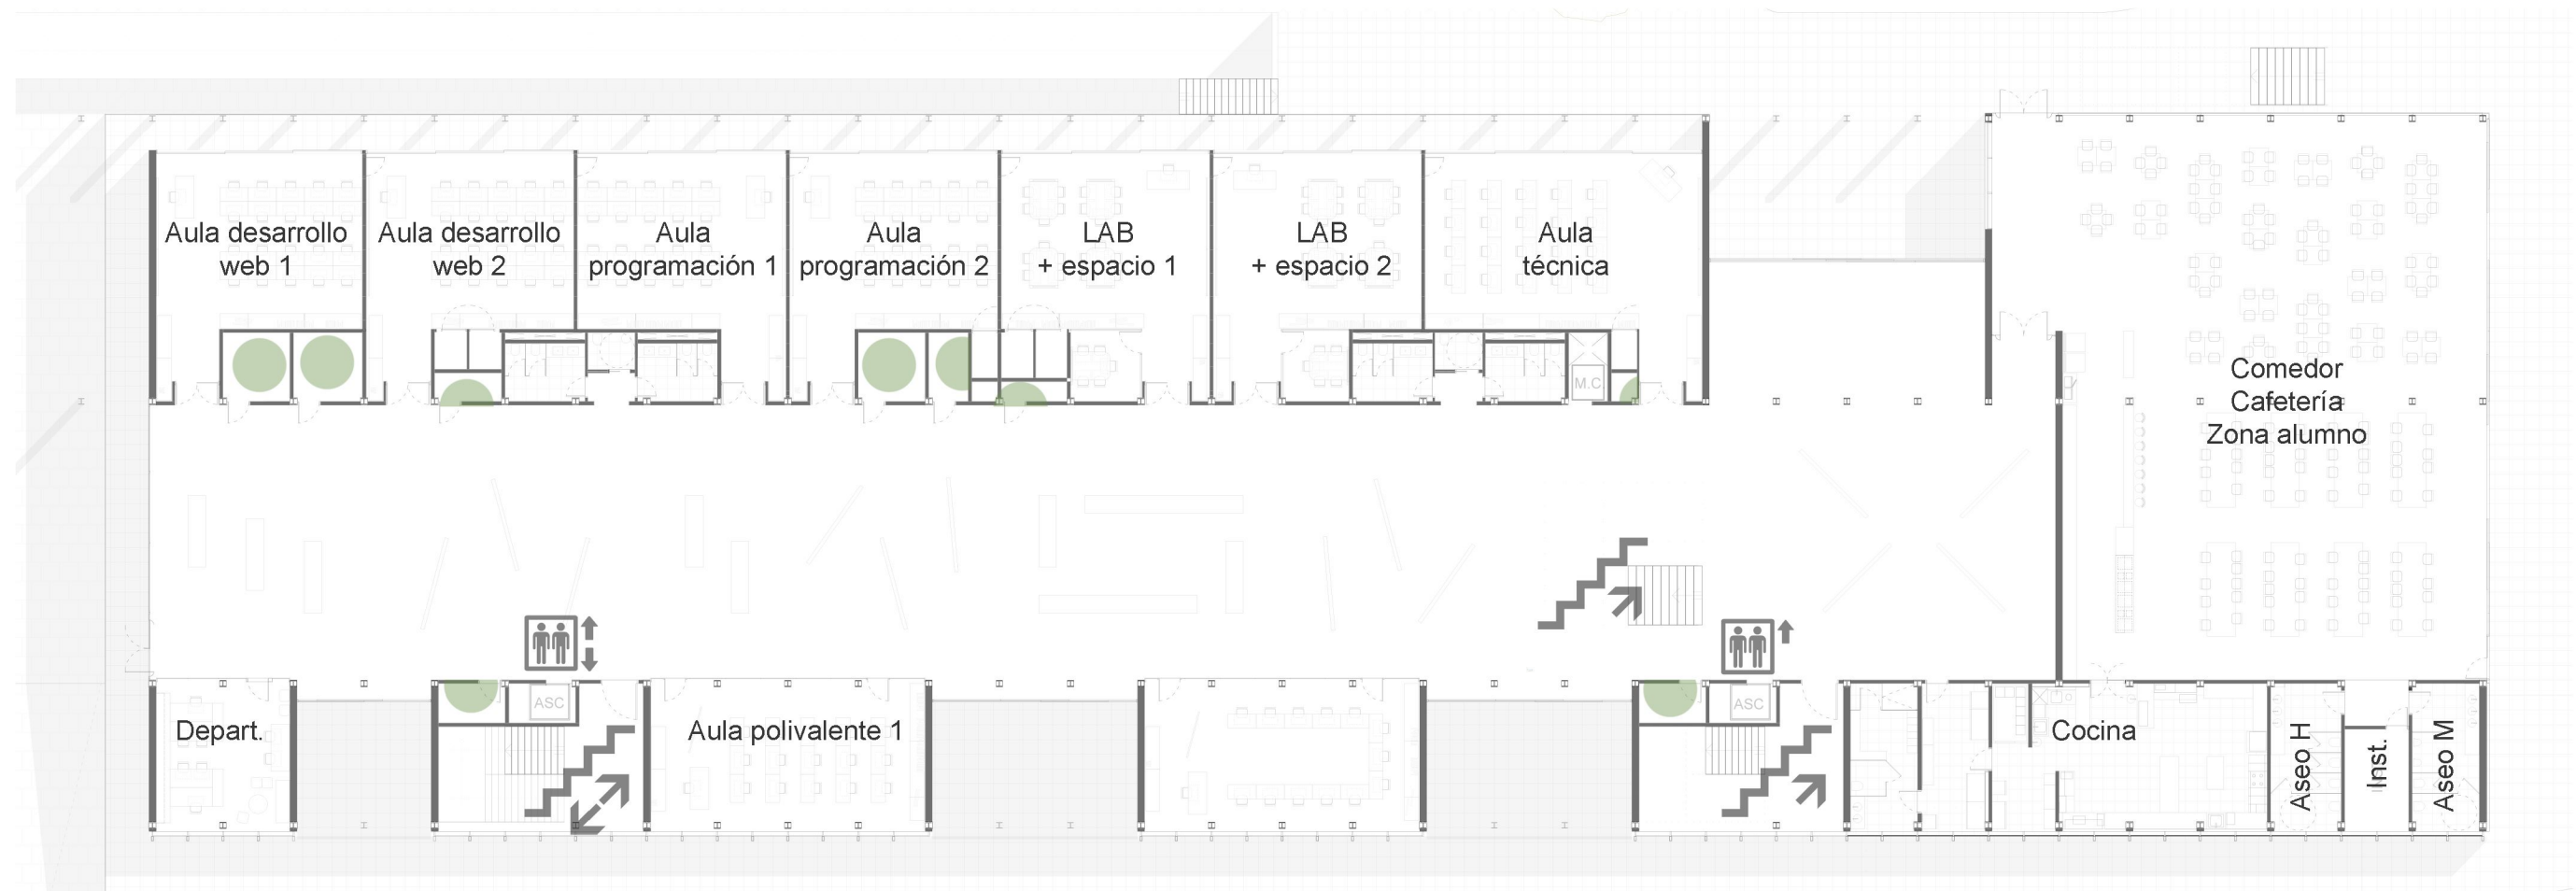 Aula desarrollo
web 1
Aula desarrollo
web 2
Aula
programación 1
Aula
programación 2
LAB
+ espacio 1
LAB
+ espacio 2
Aula
técnica
M.C.
Comedor
Cafetería
Zona alumno
Depart.
ASC
Aula polivalente 1
ASC
Cocina
Aseo H
Inst.
Aseo M